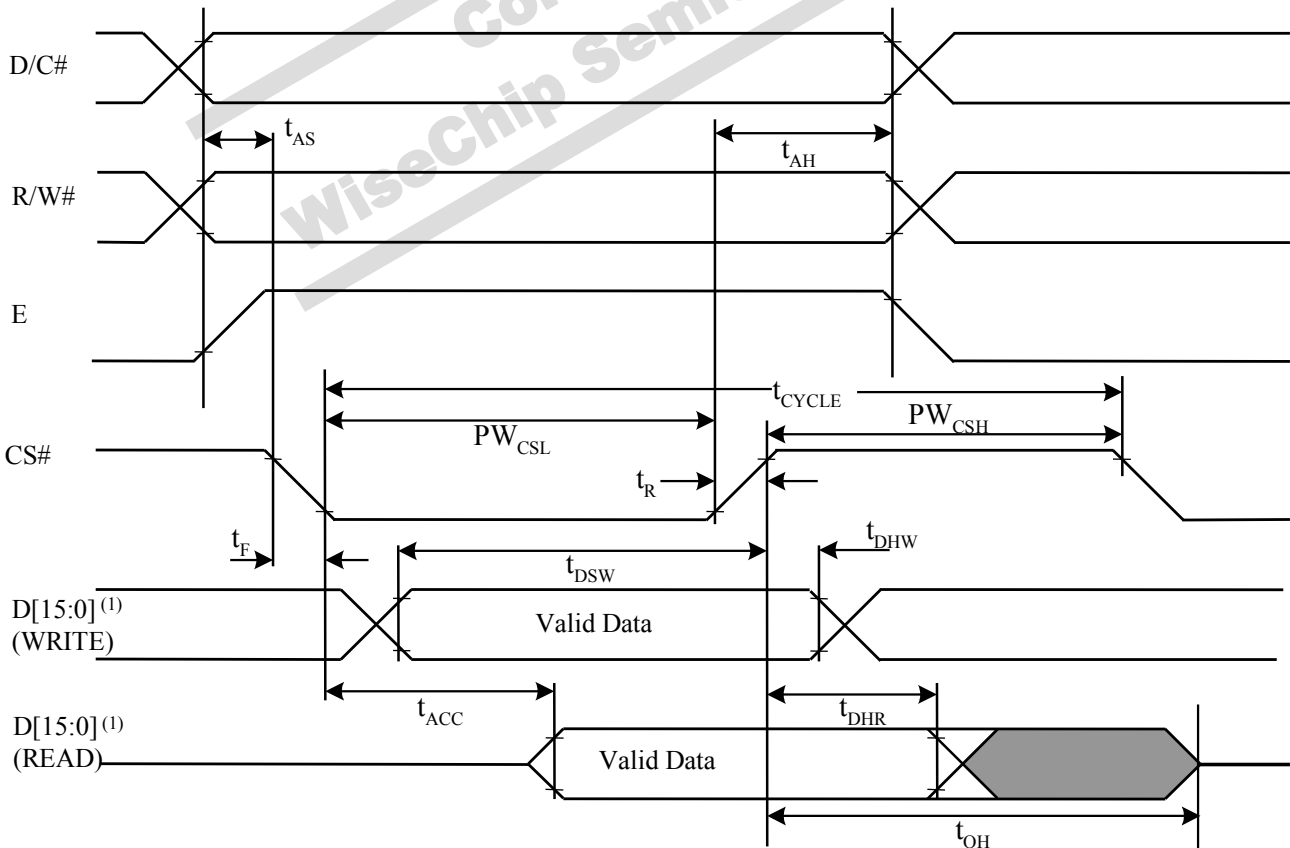 Con
WiseChip Semi
D/C#
t_AS
t_AH
R/W#
E
t_CYCLE
PW_CSL
PW_CSH
CS#
t_R
t_F
t_DHW
t_DSW
D[15:0] (1)
(WRITE)
Valid Data
t_ACC
t_DHR
D[15:0] (1)
(READ)
Valid Data
t_OH